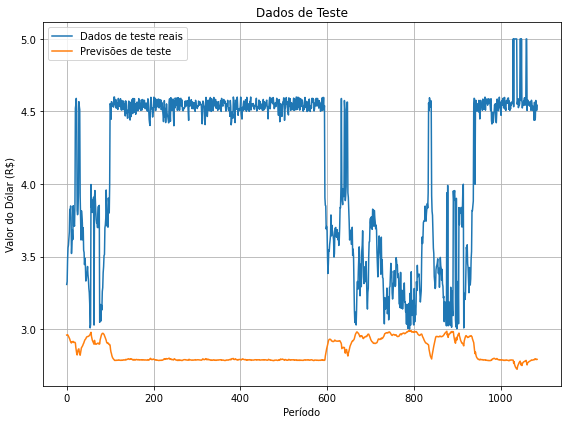 Dados de Teste
Dados de teste reais
Previsões de teste
Valor do Dólar (R$)
5.0
4.5
4.0
3.5
3.0
0 200 400 600 800 1000
Período